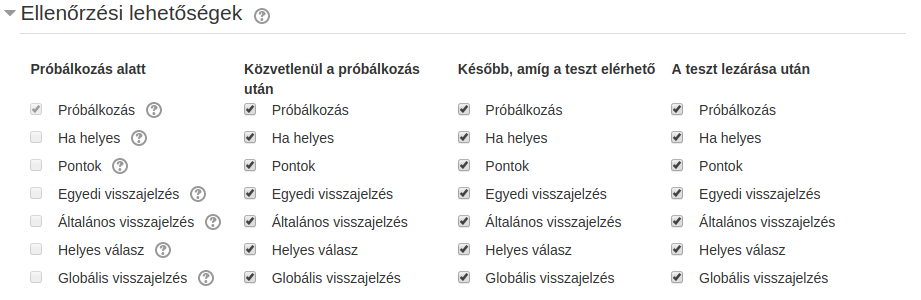 Ellenőrzési lehetőségek ?
Próbálkozás alatt Közvetlenül a próbálkozás után Később, amíg a teszt elérhető A teszt lezárása után
Próbálkozás ? Próbálkozás Próbálkozás Próbálkozás
Ha helyes ? Ha helyes Ha helyes Ha helyes
Pontok ? Pontok Pontok Pontok
Egyedi visszajelzés ? Egyedi visszajelzés Egyedi visszajelzés Egyedi visszajelzés
Általános visszajelzés ? Általános visszajelzés Általános visszajelzés Általános visszajelzés
Helyes válasz ? Helyes válasz Helyes válasz Helyes válasz
Globális visszajelzés ? Globális visszajelzés Globális visszajelzés Globális visszajelzés